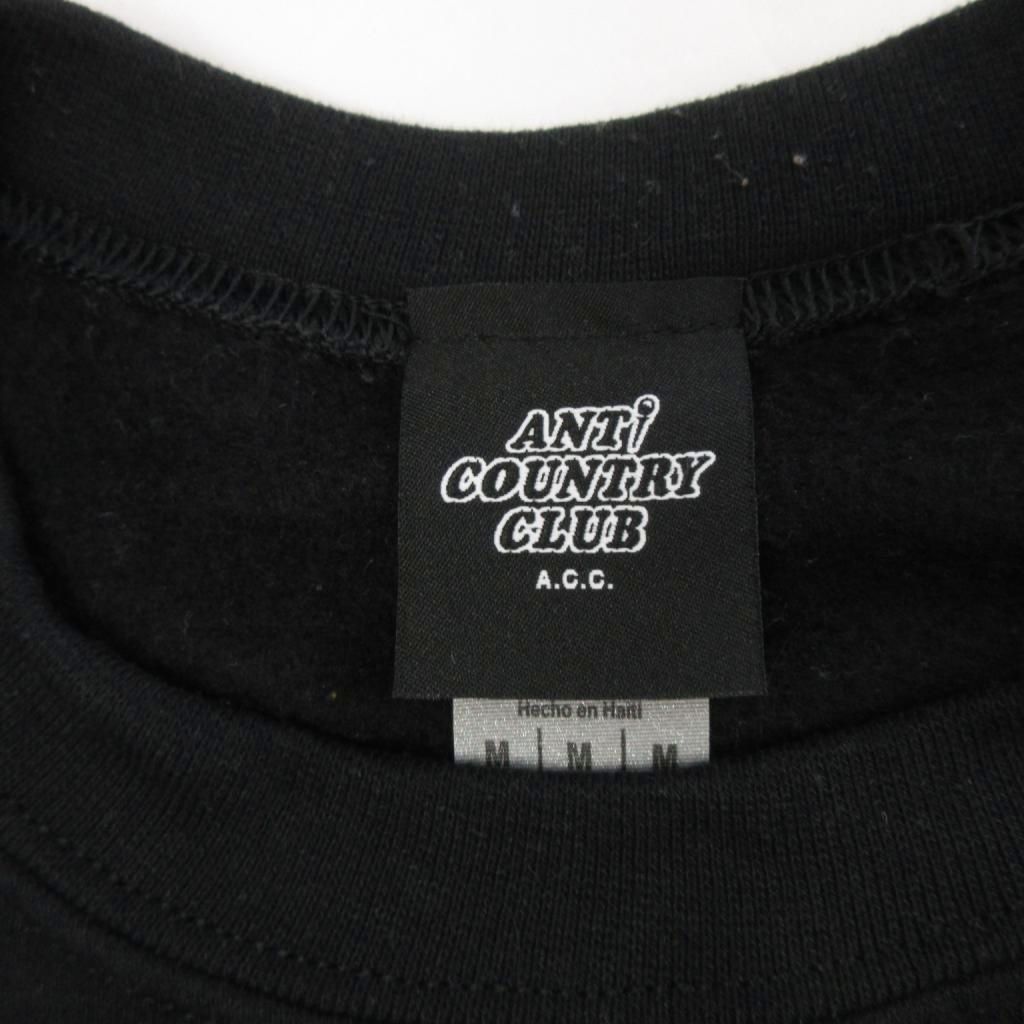 ANTi
COUNTRY
CLUB
A.C.C.
Hecho en Haiti
M | M | M